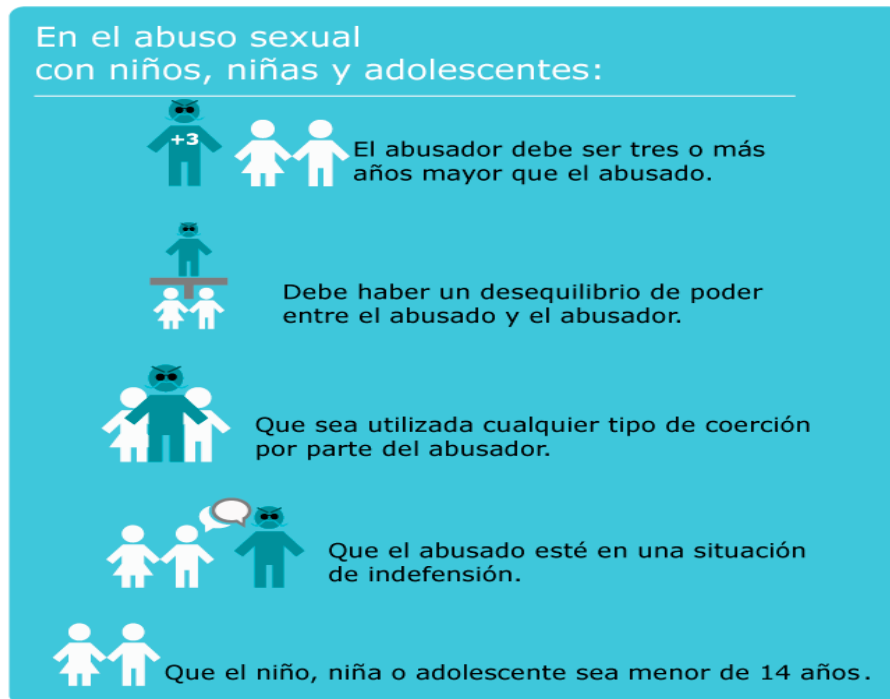 En el abuso sexual
con niños, niñas y adolescentes:
+3
El abusador debe ser tres o más
años mayor que el abusado.
Debe haber un desequilibrio de poder
entre el abusado y el abusador.
Que sea utilizada cualquier tipo de coerción
por parte del abusador.
Que el abusado esté en una situación
de indefensión.
Que el niño, niña o adolescente sea menor de 14 años.